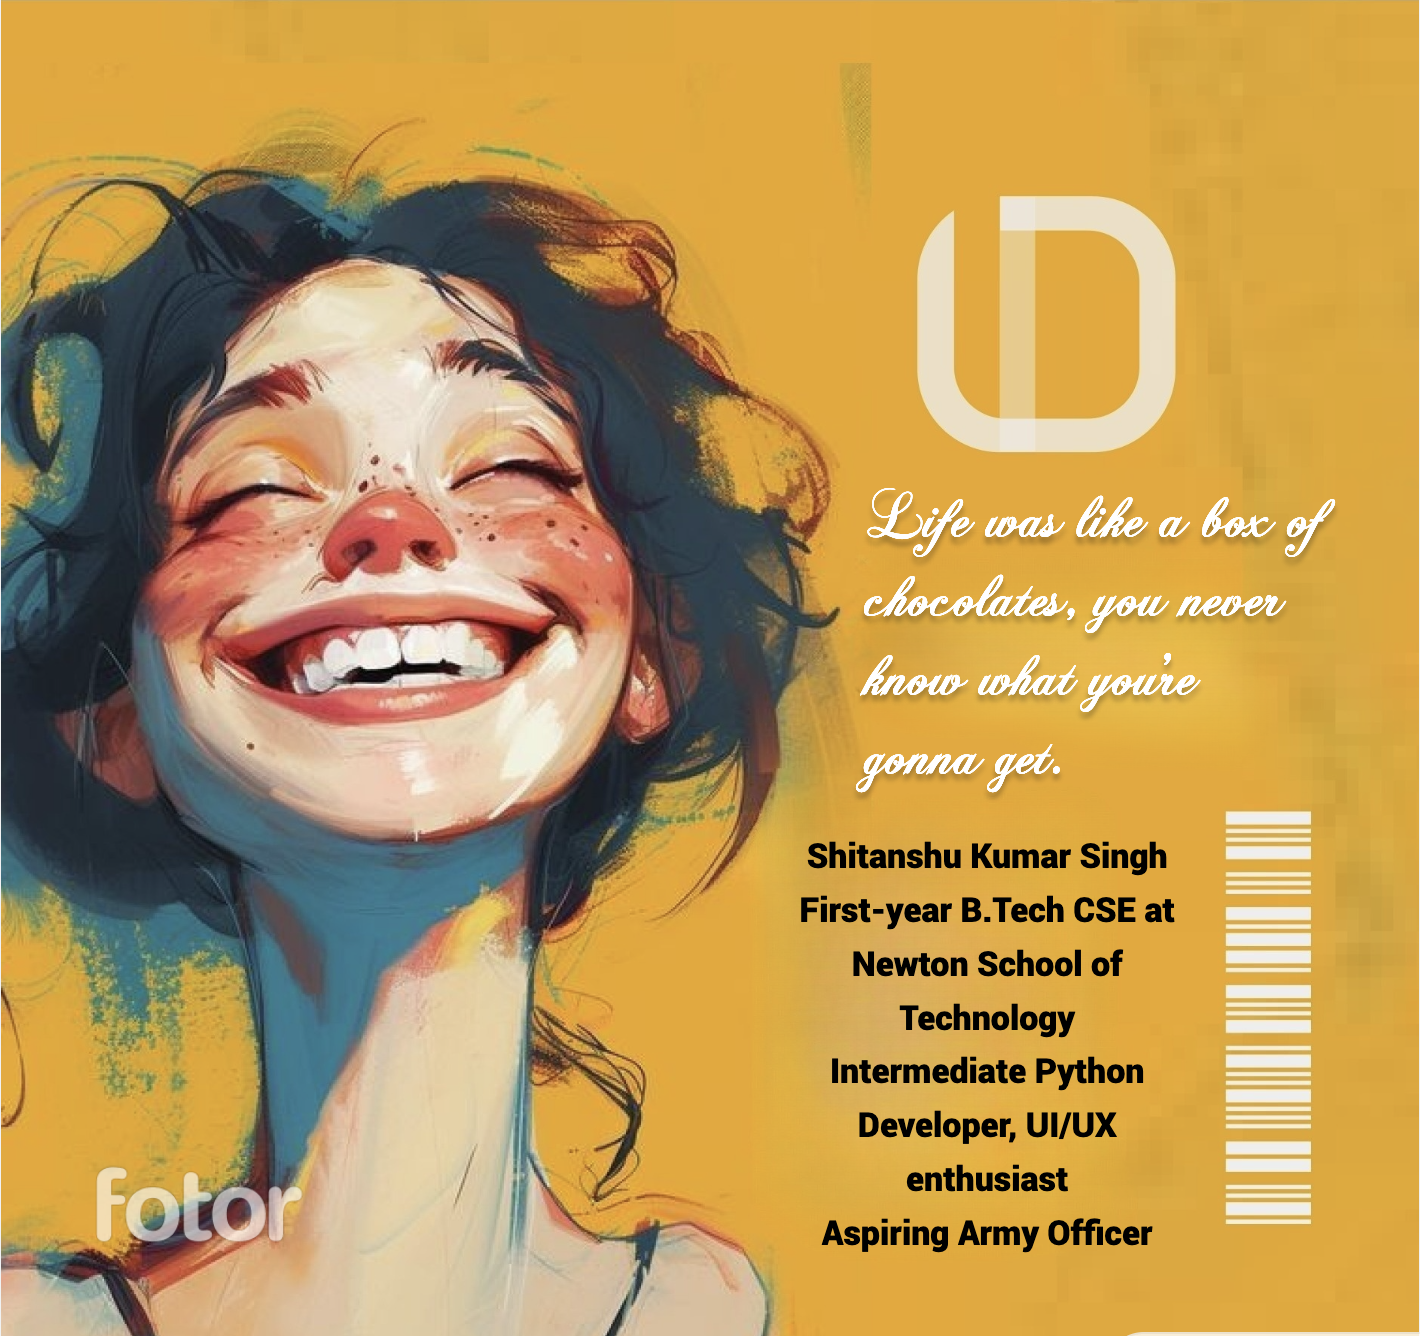 Life was like a box of
chocolates, you never
know what you're
gonna get.
Shitanshu Kumar Singh
First-year B.Tech CSE at
Newton School of
Technology
Intermediate Python
Developer, UI/UX
enthusiast
Aspiring Army Officer
fotor